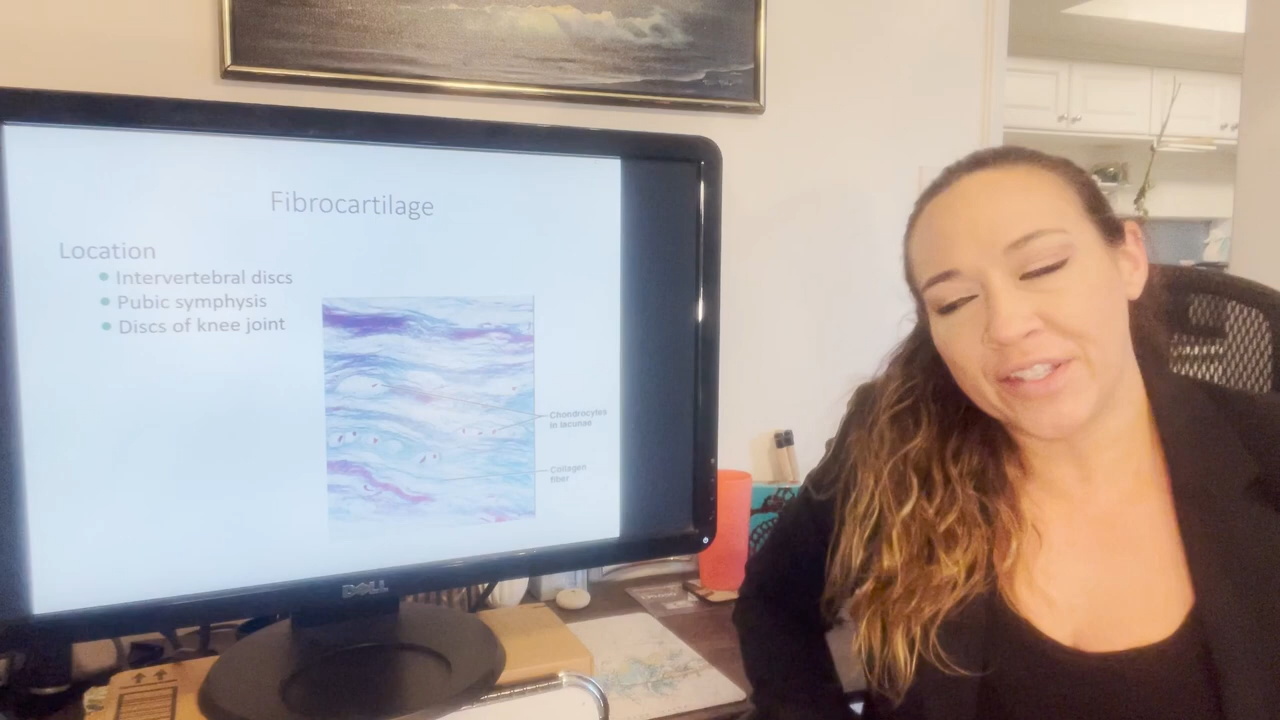 Fibrocartilage
Location
Intervertebral discs
Pubic symphysis
Discs of knee joint
Chondrocytes
in lacunae
Collagen
fiber
DELL